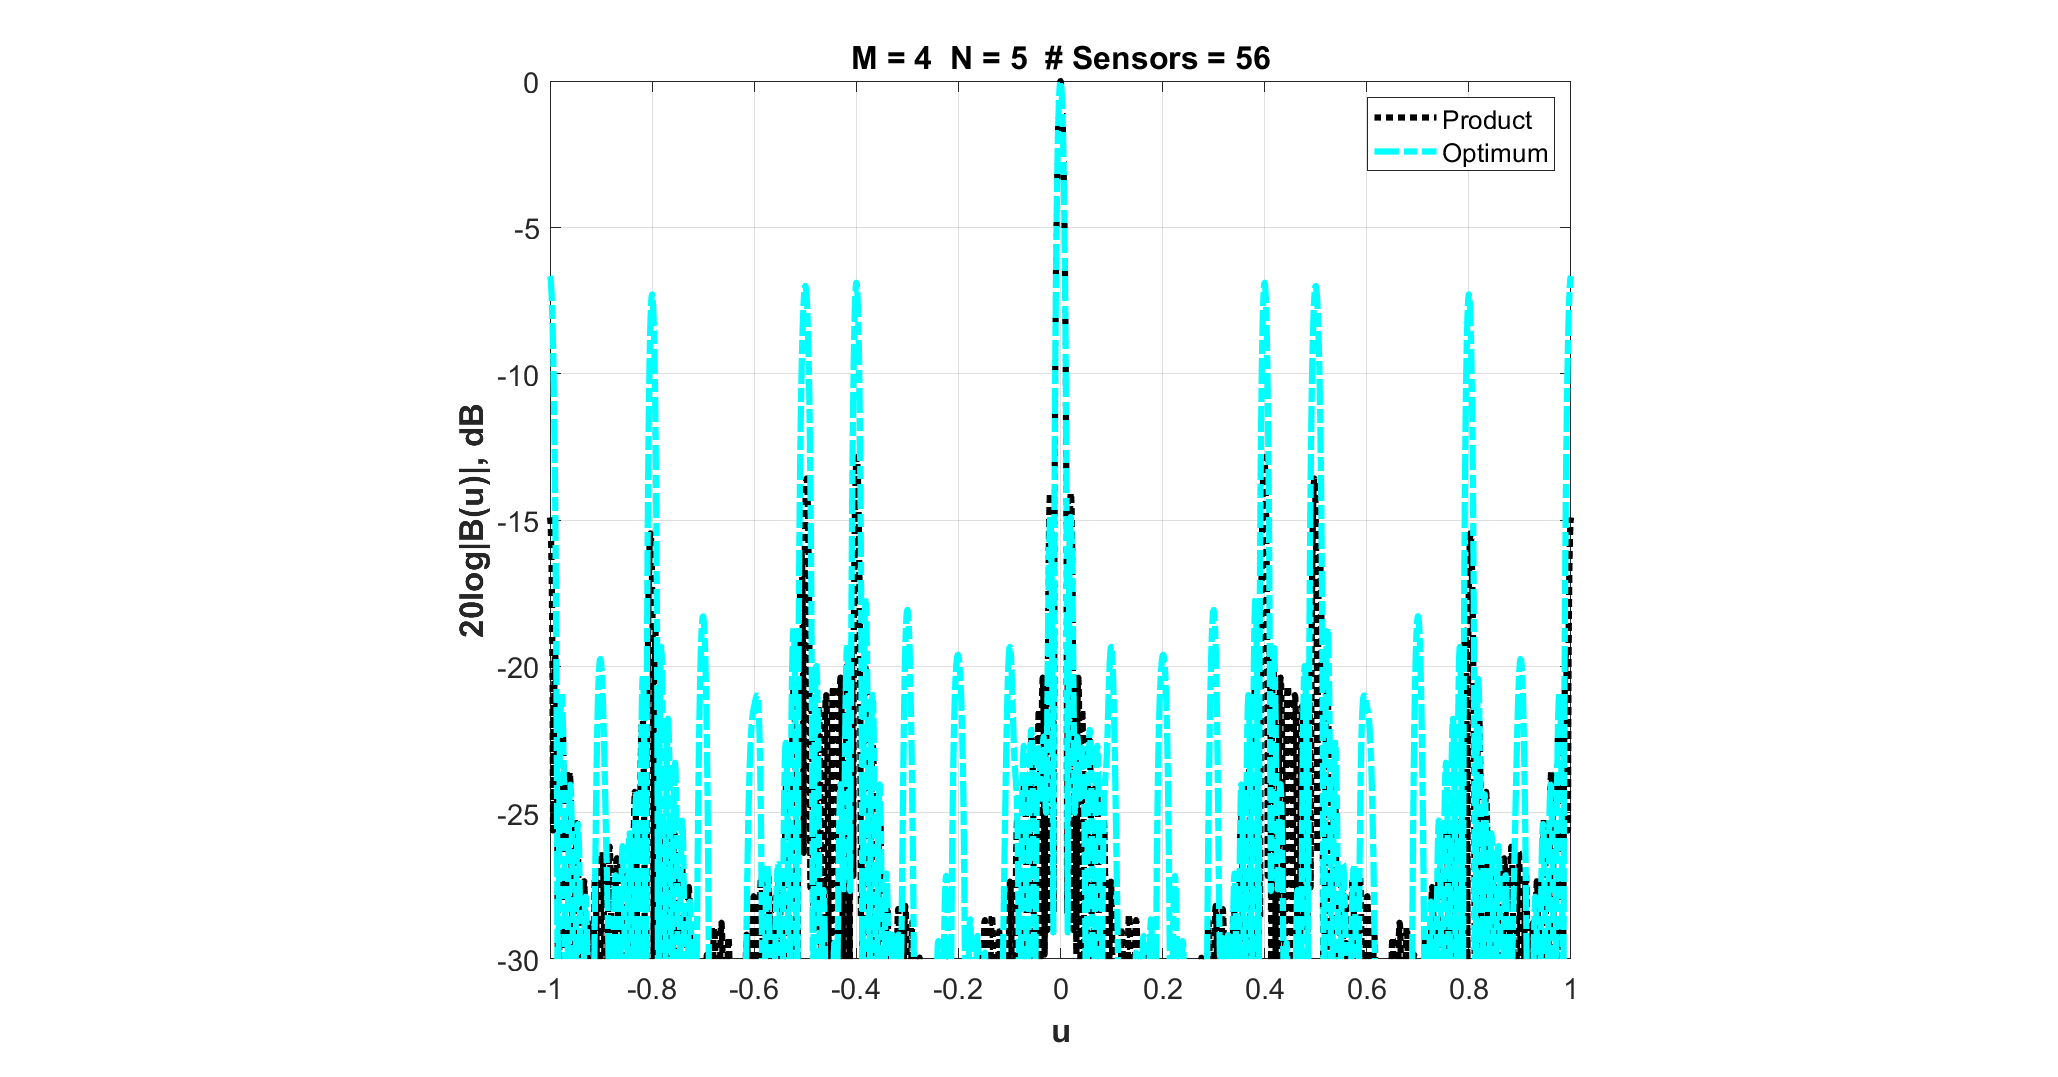 M = 4 N = 5 # Sensors = 56
0
-5
-10
-15
-20
-25
-30
20log|B(u)|, dB
Product
Optimum
-1 -0.8 -0.6 -0.4 -0.2 0 0.2 0.4 0.6 0.8 1
u